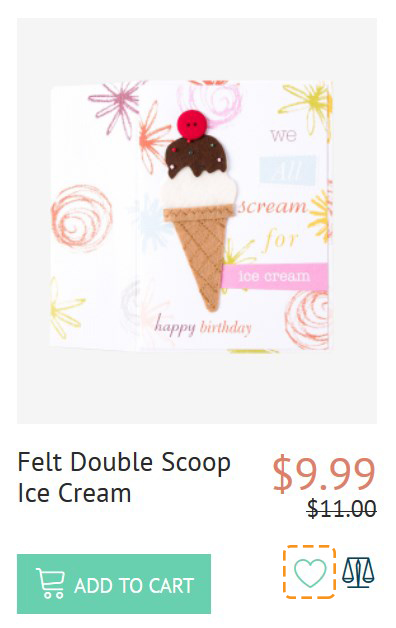 we
All
scream
for
ice cream
happy birthday
Felt Double Scoop
Ice Cream
$9.99
$11.00
ADD TO CART